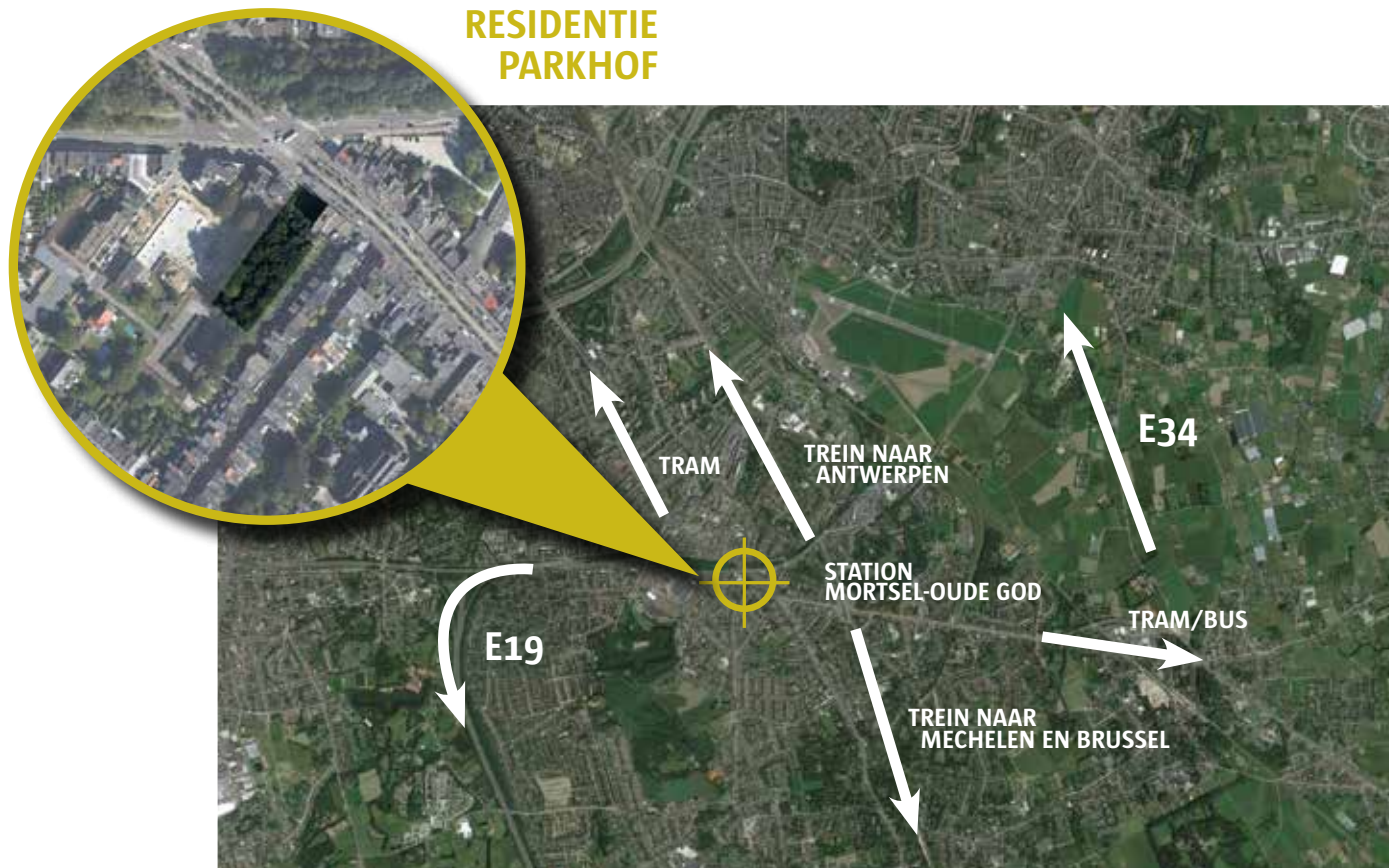 RESIDENTIE
PARKHOF
TRAM
TREIN NAAR
ANTWERPEN
E34
STATION
MORTSEL-OUDE GOD
TRAM/BUS
E19
TREIN NAAR
MECHELEN EN BRUSSEL